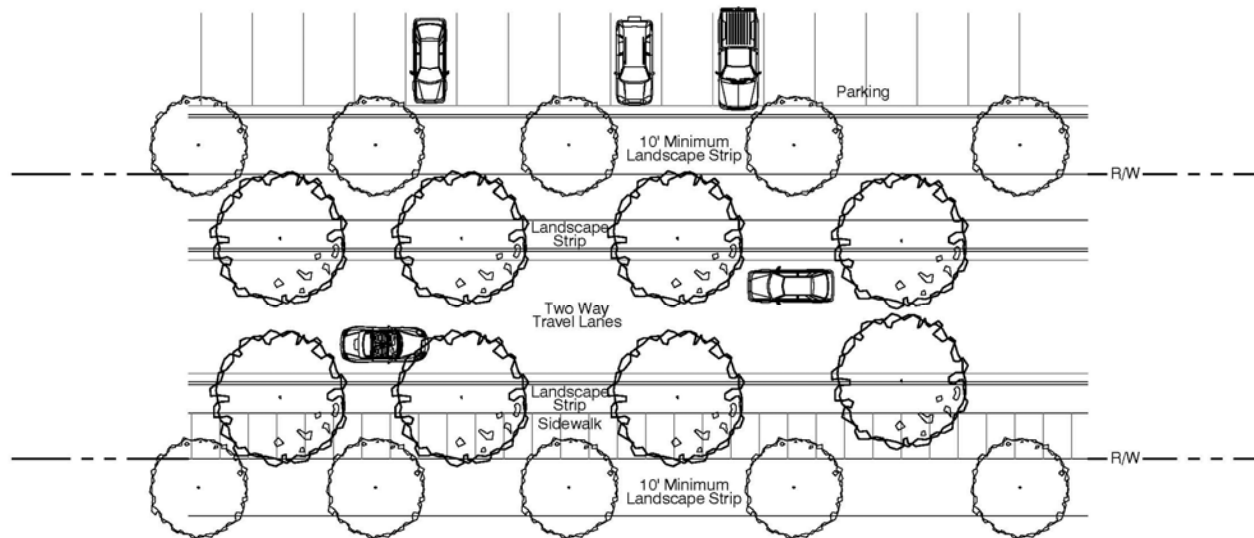 Parking
10' Minimum
Landscape Strip
R/W
Landscape
Strip
Two Way
Travel Lanes
Landscape
Strip
Sidewalk
R/W
10' Minimum
Landscape Strip